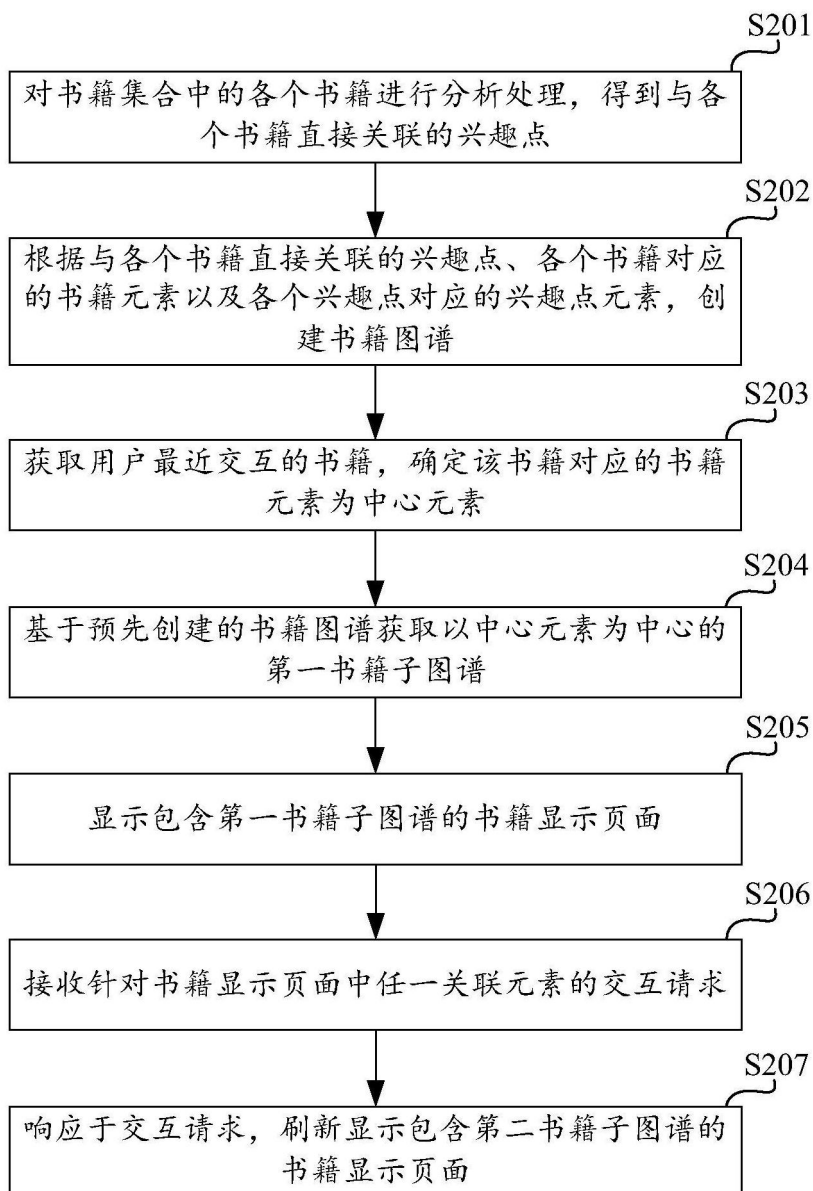 S201
对书籍集合中的各个书籍进行分析处理，得到与各
个书籍直接关联的兴趣点
S202
根据与各个书籍直接关联的兴趣点、各个书籍对应
的书籍元素以及各个兴趣点对应的兴趣点元素，创
建书籍图谱
S203
获取用户最近交互的书籍，确定该书籍对应的书籍
元素为中心元素
S204
基于预先创建的书籍图谱获取以中心元素为中心的
第一书籍子图谱
S205
显示包含第一书籍子图谱的书籍显示页面
S206
接收针对书籍显示页面中任一关联元素的交互请求
S207
响应于交互请求，刷新显示包含第二书籍子图谱的
书籍显示页面